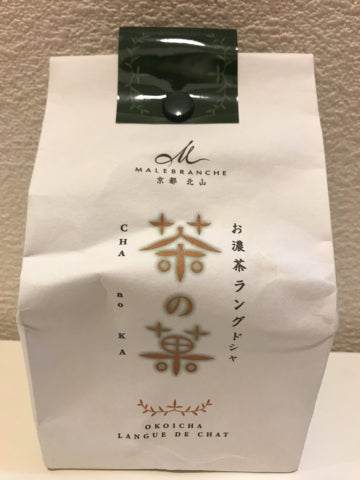 M
MALEBRANCHE
京都 北山
お濃茶ラングドシャ
茶の菓
CHA no KA
OKOICHA
LANGUE DE CHAT